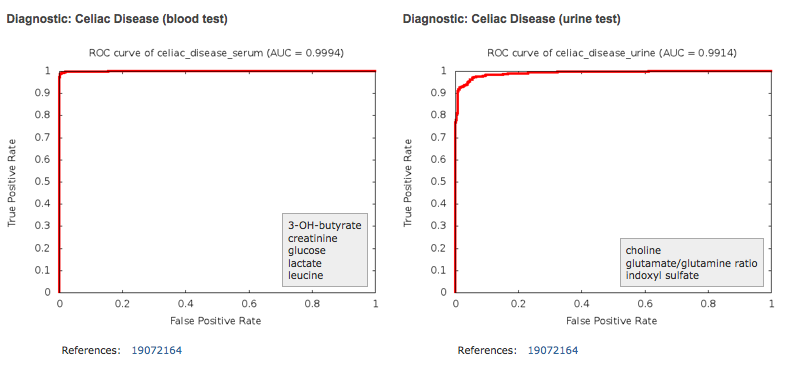 Diagnostic: Celiac Disease (blood test)
ROC curve of celiac_disease_serum (AUC = 0.9994)
1
0.9
0.8
0.7
0.6
0.5
0.4
0.3
0.2
0.1
0
True Positive Rate
3-OH-butyrate
creatinine
glucose
lactate
leucine
0
0.2
0.4
0.6
0.8
1
False Positive Rate
References: 19072164
Diagnostic: Celiac Disease (urine test)
ROC curve of celiac_disease_urine (AUC = 0.9914)
1
0.9
0.8
0.7
0.6
0.5
0.4
0.3
0.2
0.1
0
True Positive Rate
choline
glutamate/glutamine ratio
indoxyl sulfate
0
0.2
0.4
0.6
0.8
1
False Positive Rate
References: 19072164